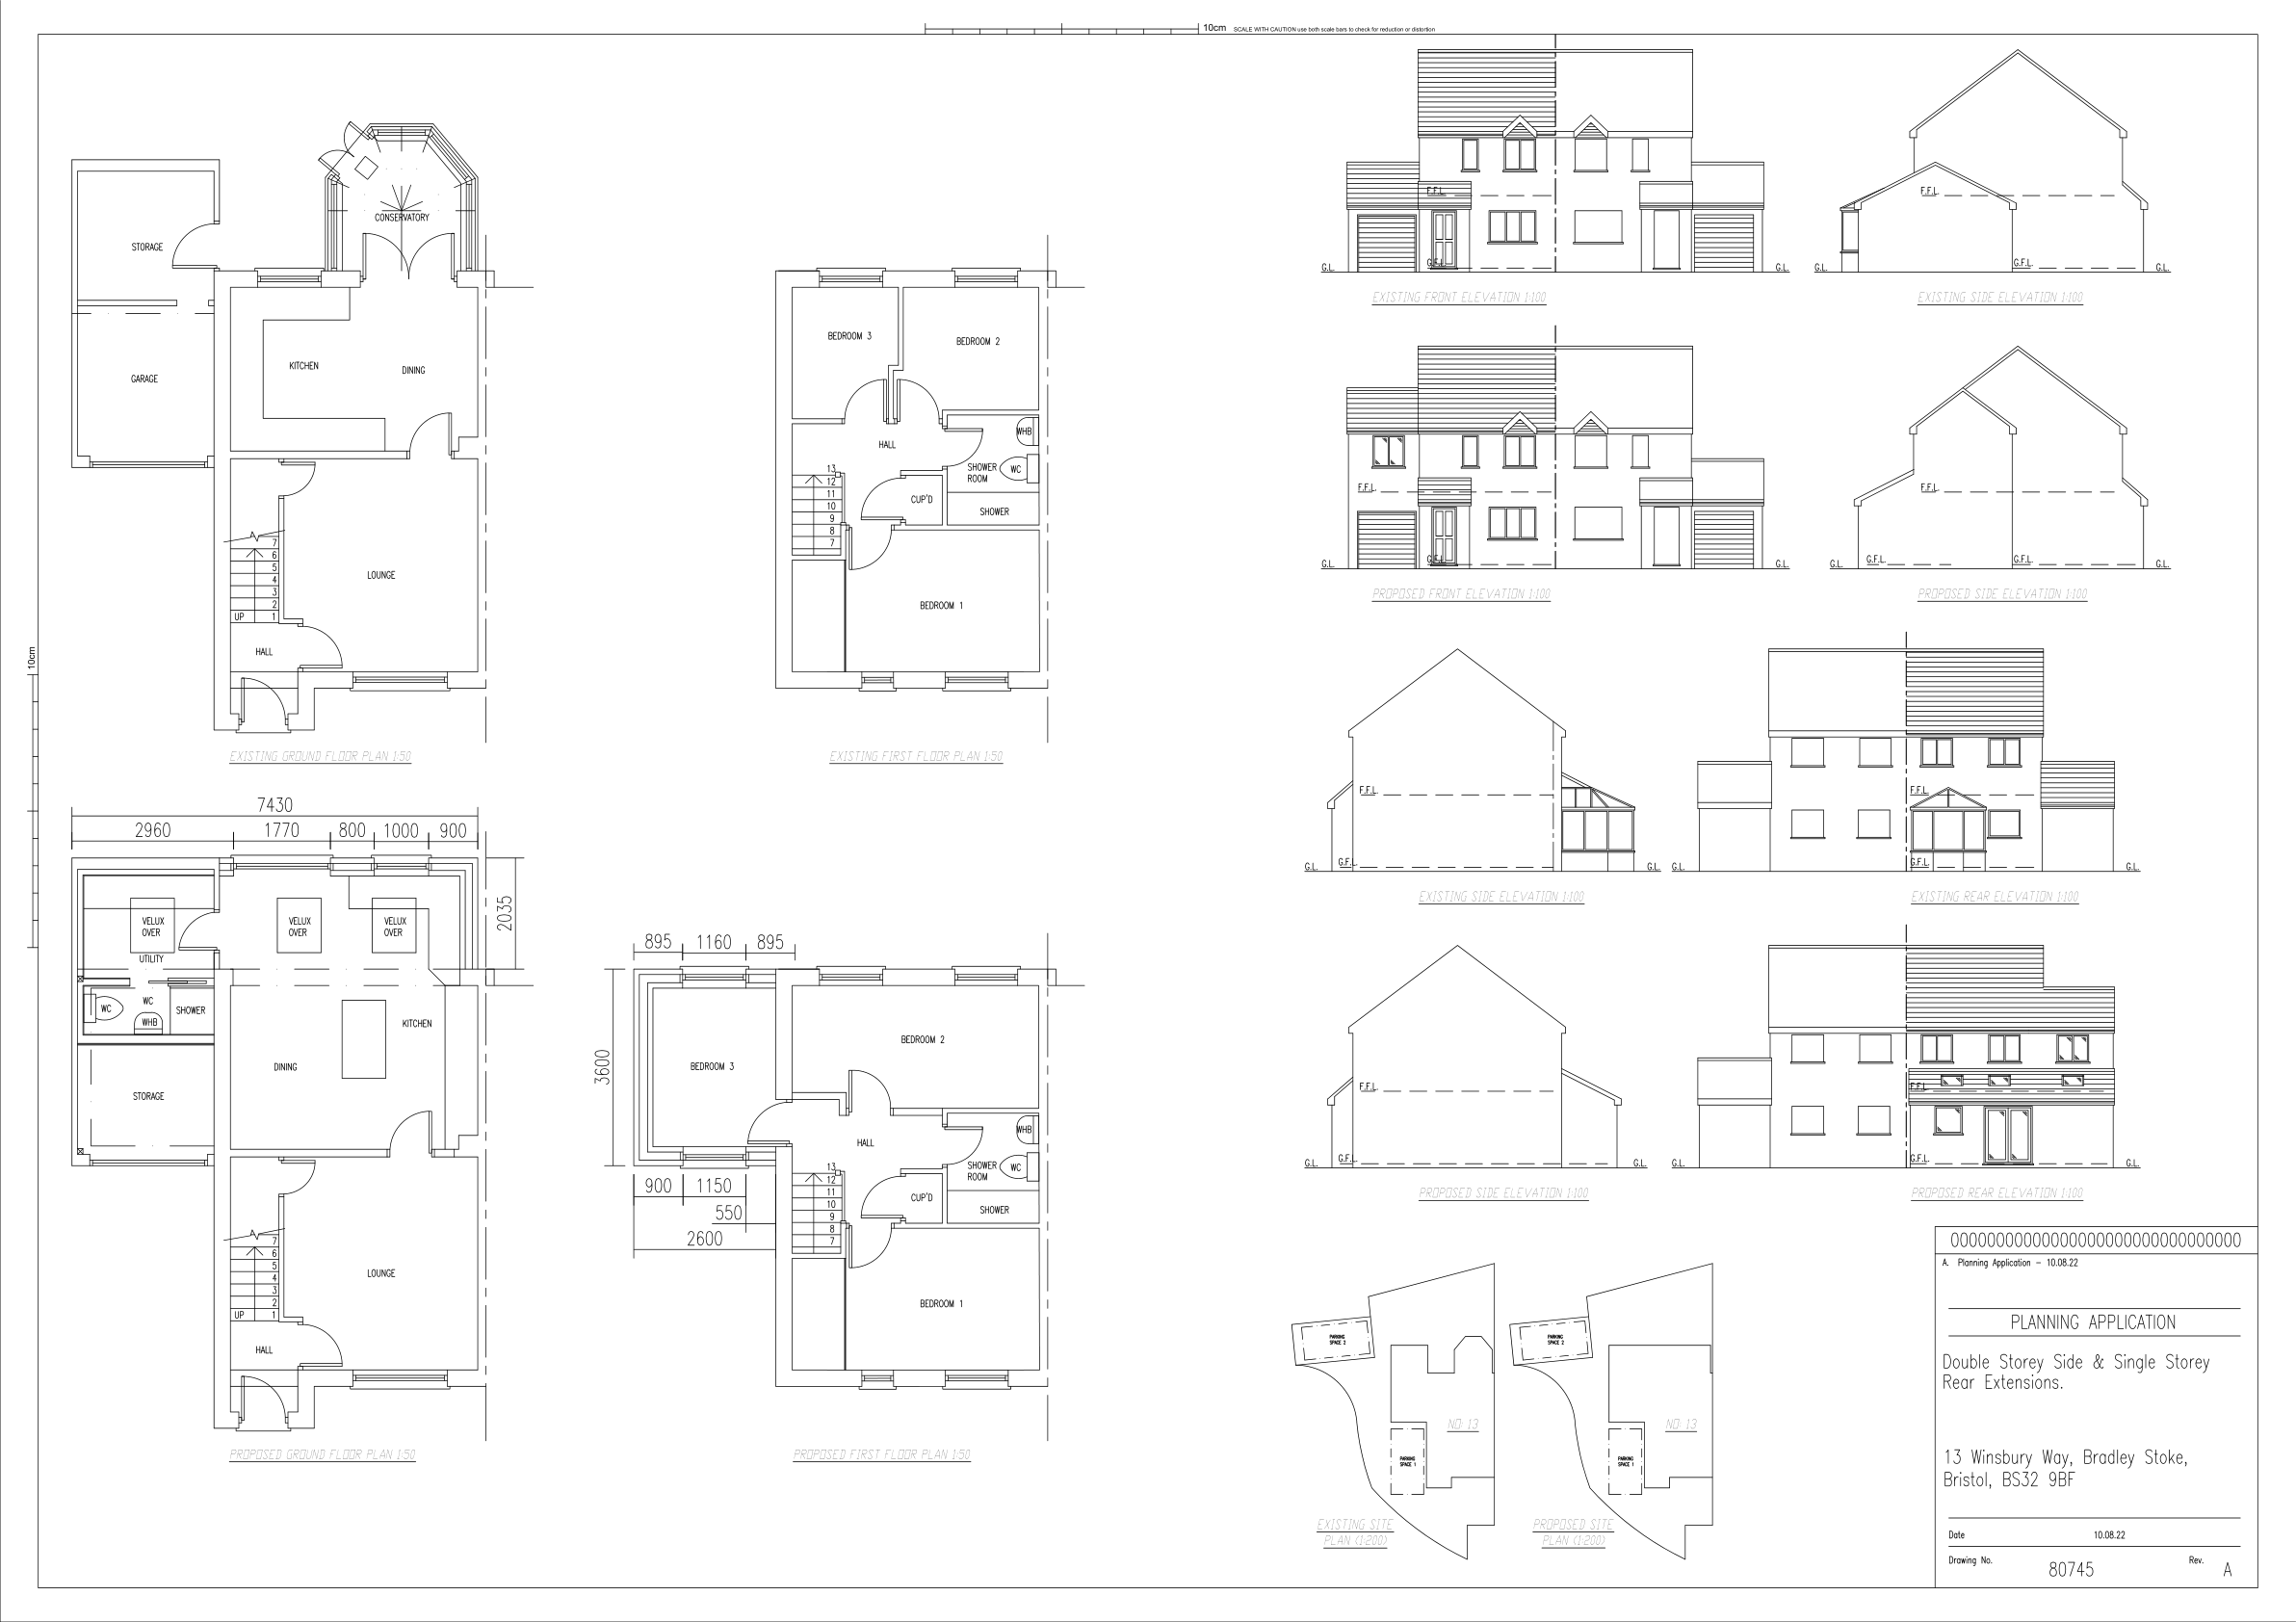 10cm SCALE WITH CAUTION use both scale bars to check for reduction or distortion
10cm
CONSERVATORY
STORAGE
GARAGE
KITCHEN
DINING
LOUNGE
7
6
5
4
3
2
UP 1
HALL
EXISTING GROUND FLOOR PLAN 1:50
BEDROOM 3
BEDROOM 2
HALL
WHB
SHOWER
ROOM
WC
CUP'D
SHOWER
13
12
11
10
9
8
7
BEDROOM 1
EXISTING FIRST FLOOR PLAN 1:50
F.F.L.
G.F.L.
G.L.
G.L.
EXISTING FRONT ELEVATION 1:100
F.F.L.
G.F.L.
G.L.
G.L.
EXISTING SIDE ELEVATION 1:100
F.F.L.
G.F.L.
G.L.
G.L.
PROPOSED FRONT ELEVATION 1:100
F.F.L.
G.F.L.
G.F.L.
G.L.
G.L.
PROPOSED SIDE ELEVATION 1:100
F.F.L.
G.F.L.
G.L.
G.L.
EXISTING SIDE ELEVATION 1:100
F.F.L.
G.F.L.
G.L.
G.L.
EXISTING REAR ELEVATION 1:100
F.F.L.
G.F.L.
G.L.
G.L.
PROPOSED SIDE ELEVATION 1:100
F.F.L.
G.F.L.
G.L.
G.L.
PROPOSED REAR ELEVATION 1:100
7430
2960 1770 800 1000 900
2035
VELUX
OVER
VELUX
OVER
VELUX
OVER
UTILITY
WC
WC
WHB
SHOWER
KITCHEN
DINING
STORAGE
LOUNGE
7
6
5
4
3
2
UP 1
HALL
PROPOSED GROUND FLOOR PLAN 1:50
895 1160 895
3600
BEDROOM 3
BEDROOM 2
HALL
WHB
SHOWER
ROOM
WC
CUP'D
SHOWER
13
12
11
10
9
8
7
900 1150
550
2600
BEDROOM 1
PROPOSED FIRST FLOOR PLAN 1:50
PARKING
SPACE 2
NO: 13
PARKING
SPACE 1
EXISTING SITE
PLAN (1:200)
PARKING
SPACE 2
NO: 13
PARKING
SPACE 1
PROPOSED SITE
PLAN (1:200)
A. Planning Application - 10.08.22
PLANNING APPLICATION
Double Storey Side & Single Storey
Rear Extensions.
13 Winsbury Way, Bradley Stoke,
Bristol, BS32 9BF
Date 10.08.22
Drawing No. 80745 Rev. A